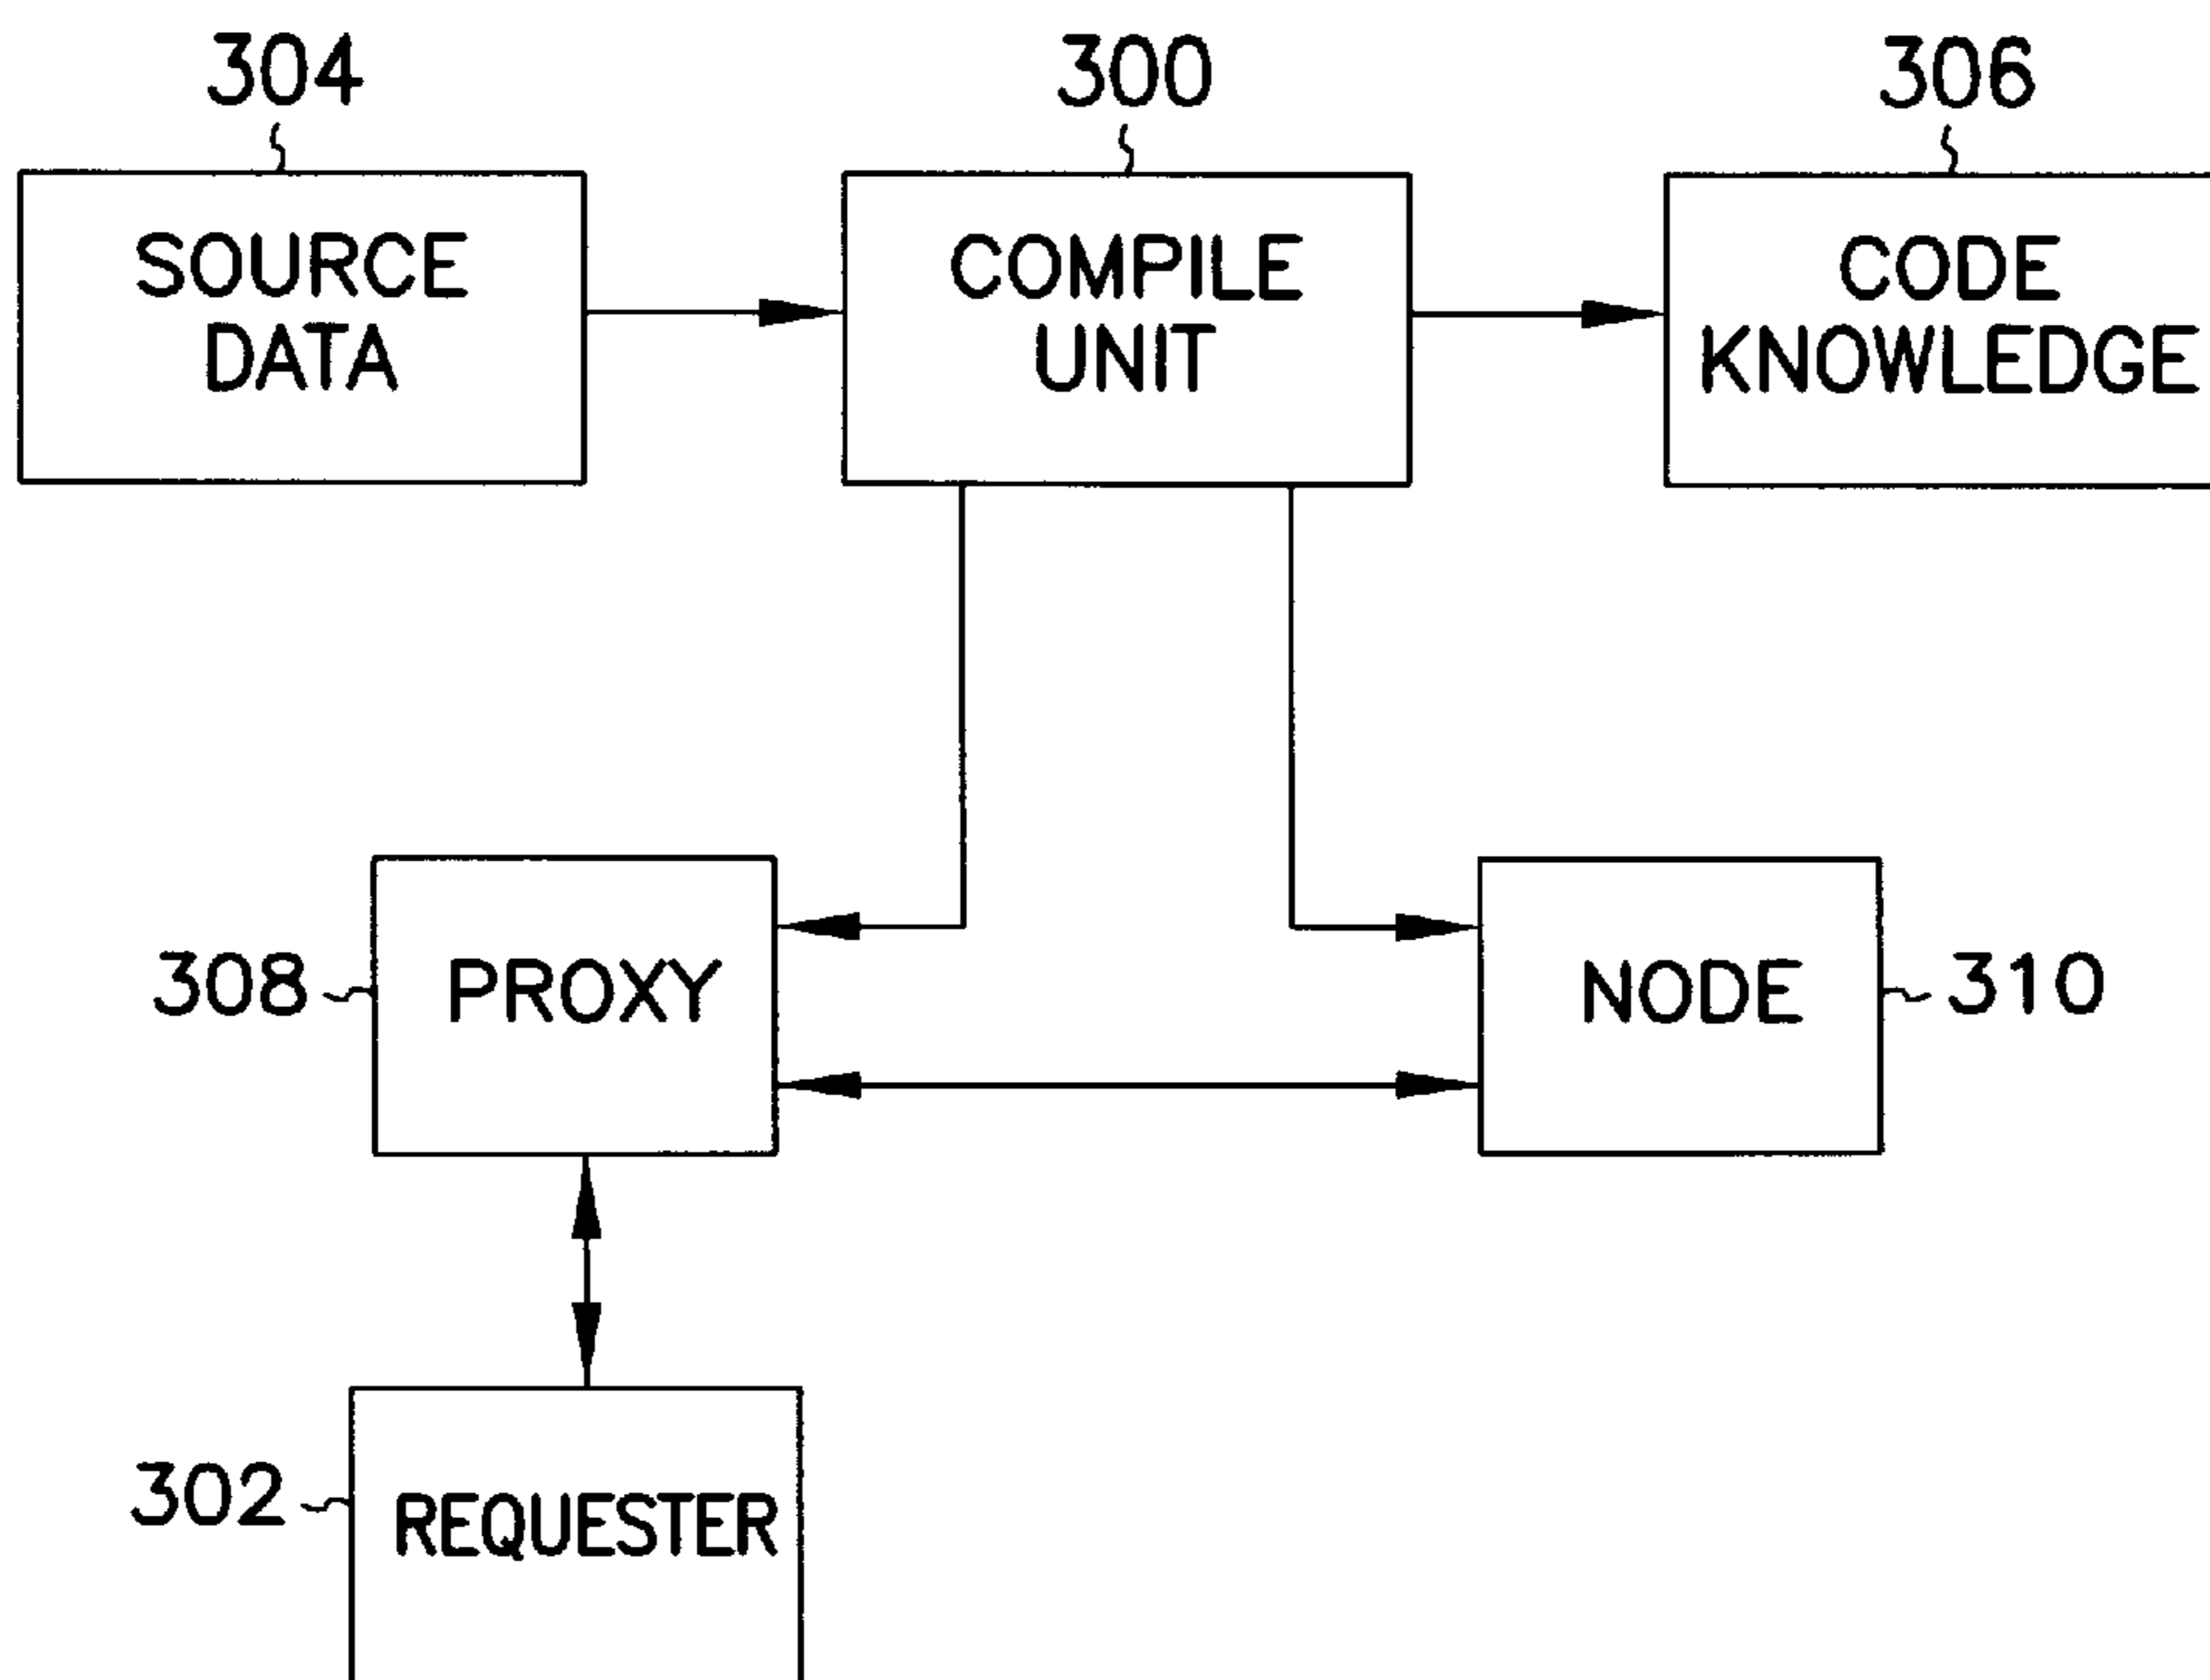 304
300
306
SOURCE
DATA
COMPILE
UNIT
CODE
KNOWLEDGE
308
PROXY
NODE
310
302
REQUESTER